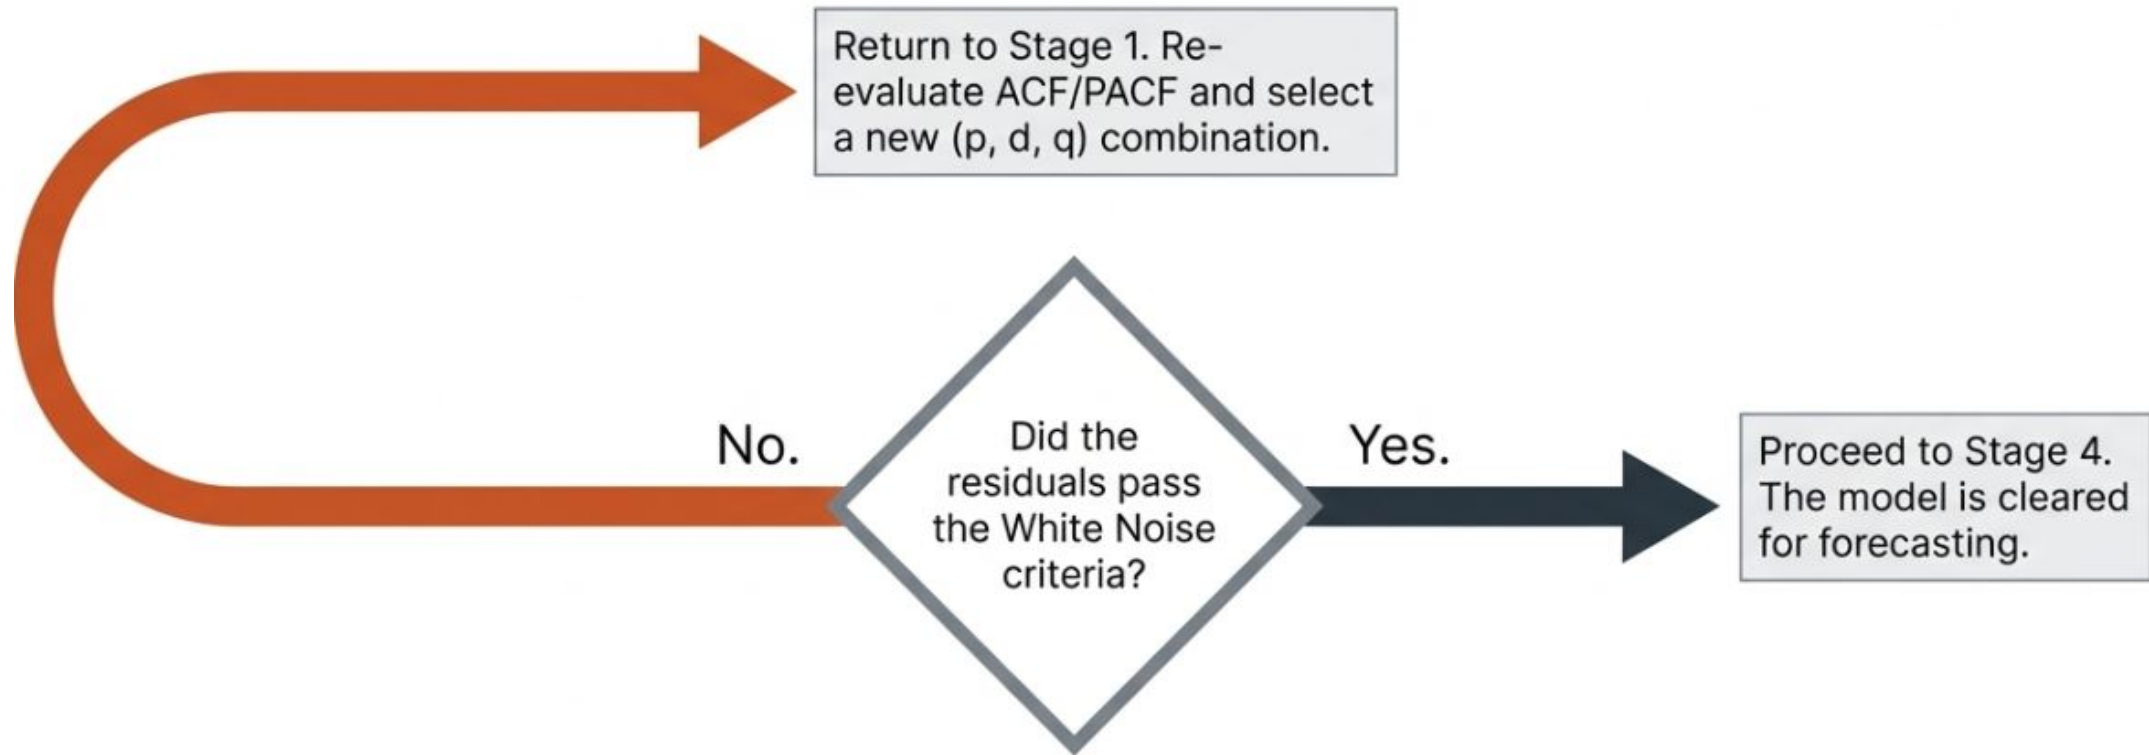 Return to Stage 1. Re-
evaluate ACF/PACF and select
a new (p, d, q) combination.
No.
Did the
residuals pass
the White Noise
criteria?
Yes.
Proceed to Stage 4.
The model is cleared
for forecasting.